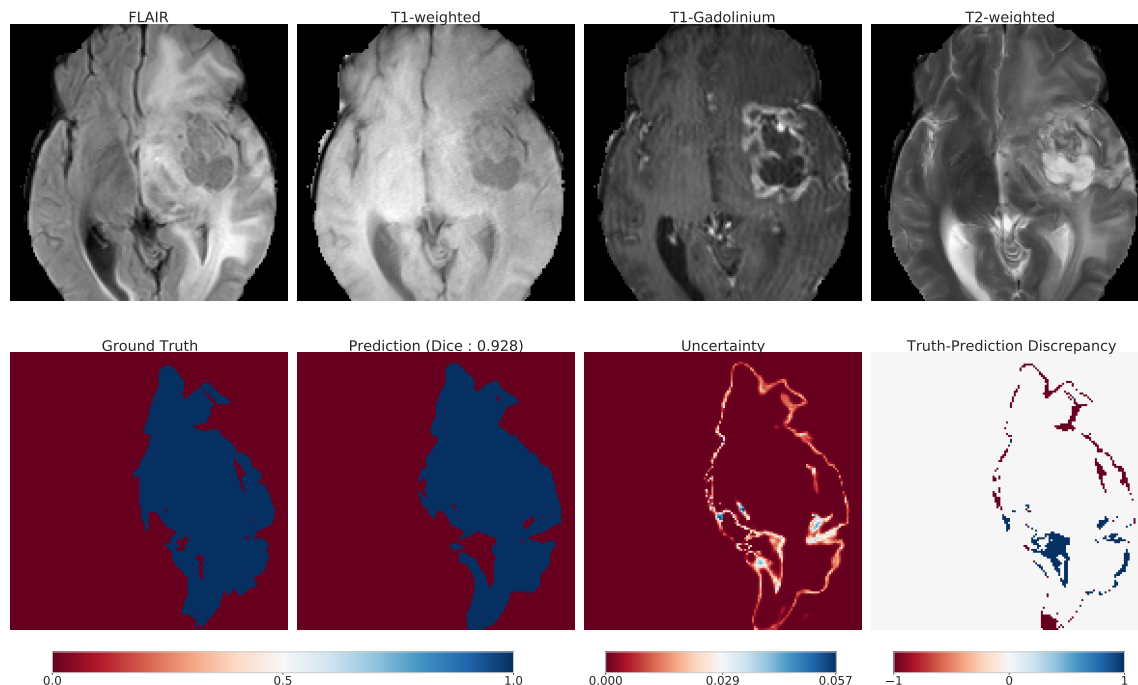 FLAIR
T1-weighted
T1-Gadolinium
T2-weighted
Ground Truth
Prediction (Dice : 0.928)
Uncertainty
Truth-Prediction Discrepancy
0.0 0.5 1.0
0.000 0.029 0.057
−1 0 1